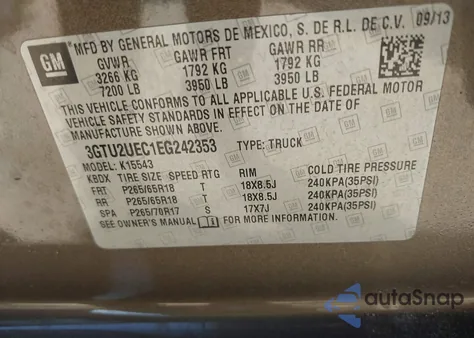 GM
MFD BY GENERAL MOTORS DE MEXICO, S. DE R.L. DE C.V. 09/13
GVWR GAWR FRT GAWR RR
3266 KG 1792 KG 1792 KG
7200 LB 3950 LB 3950 LB
THIS VEHICLE CONFORMS TO ALL APPLICABLE U.S. FEDERAL MOTOR
VEHICLE SAFETY STANDARDS IN EFFECT ON THE DATE OF
MANUFACTURE SHOWN ABOVE.
3GTU2UEC1EG242353 TYPE: TRUCK
MODEL: K15543
KBDX TIRE SIZE SPEED RTG RIM COLD TIRE PRESSURE
FRT P265/65R18 T 18X8.5J 240KPA(35PSI)
RR P265/65R18 T 18X8.5J 240KPA(35PSI)
SPA P265/70R17 S 17X7J 240KPA(35PSI)
SEE OWNER'S MANUAL FOR MORE INFORMATION.
autoSnap